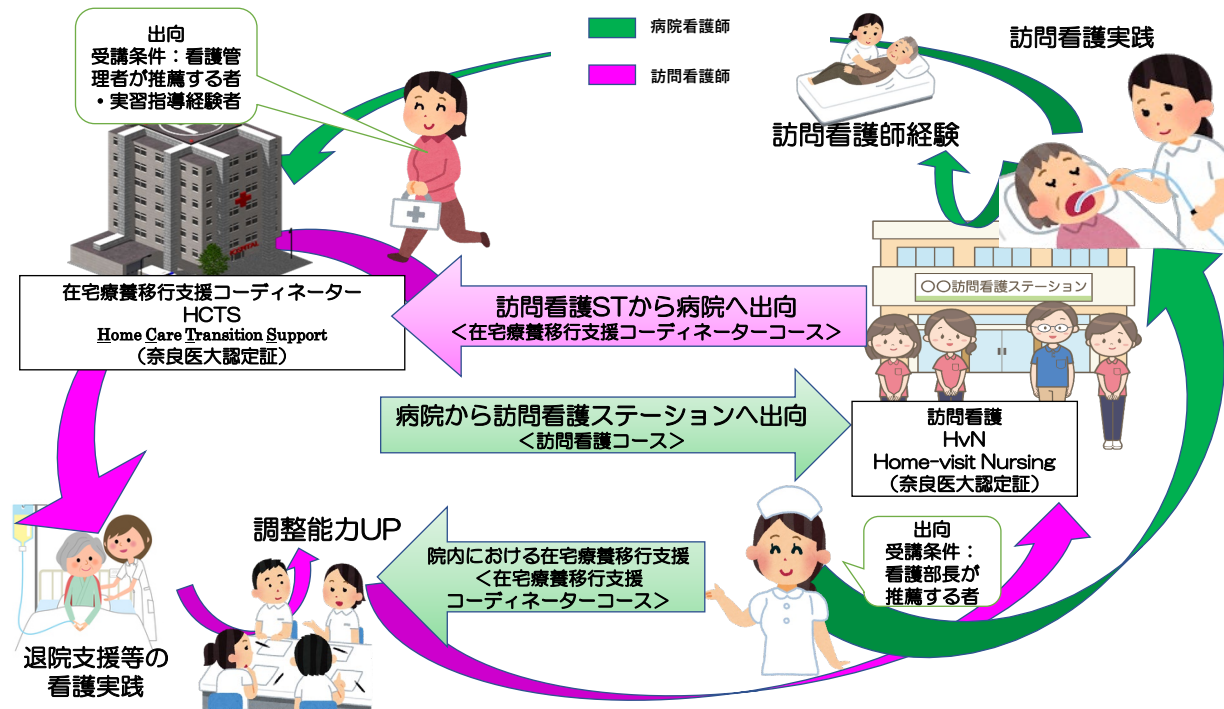 出向
受講条件：看護管
理者が推薦する者
・実習指導経験者
病院看護師
訪問看護師
訪問看護実践
訪問看護師経験
HOSPITAL
〇〇訪問看護ステーション
在宅療養移行支援コーディネーター
HCTS
Home Care Transition Support
（奈良医大認定証）
訪問看護STから病院へ出向
＜在宅療養移行支援コーディネーターコース＞
病院から訪問看護ステーションへ出向
＜訪問看護コース＞
訪問看護
HvN
Home-visit Nursing
（奈良医大認定証）
調整能力UP
院内における在宅療養移行支援
＜在宅療養移行支援
コーディネーターコース＞
出向
受講条件：
看護部長が
推薦する者
退院支援等の
看護実践